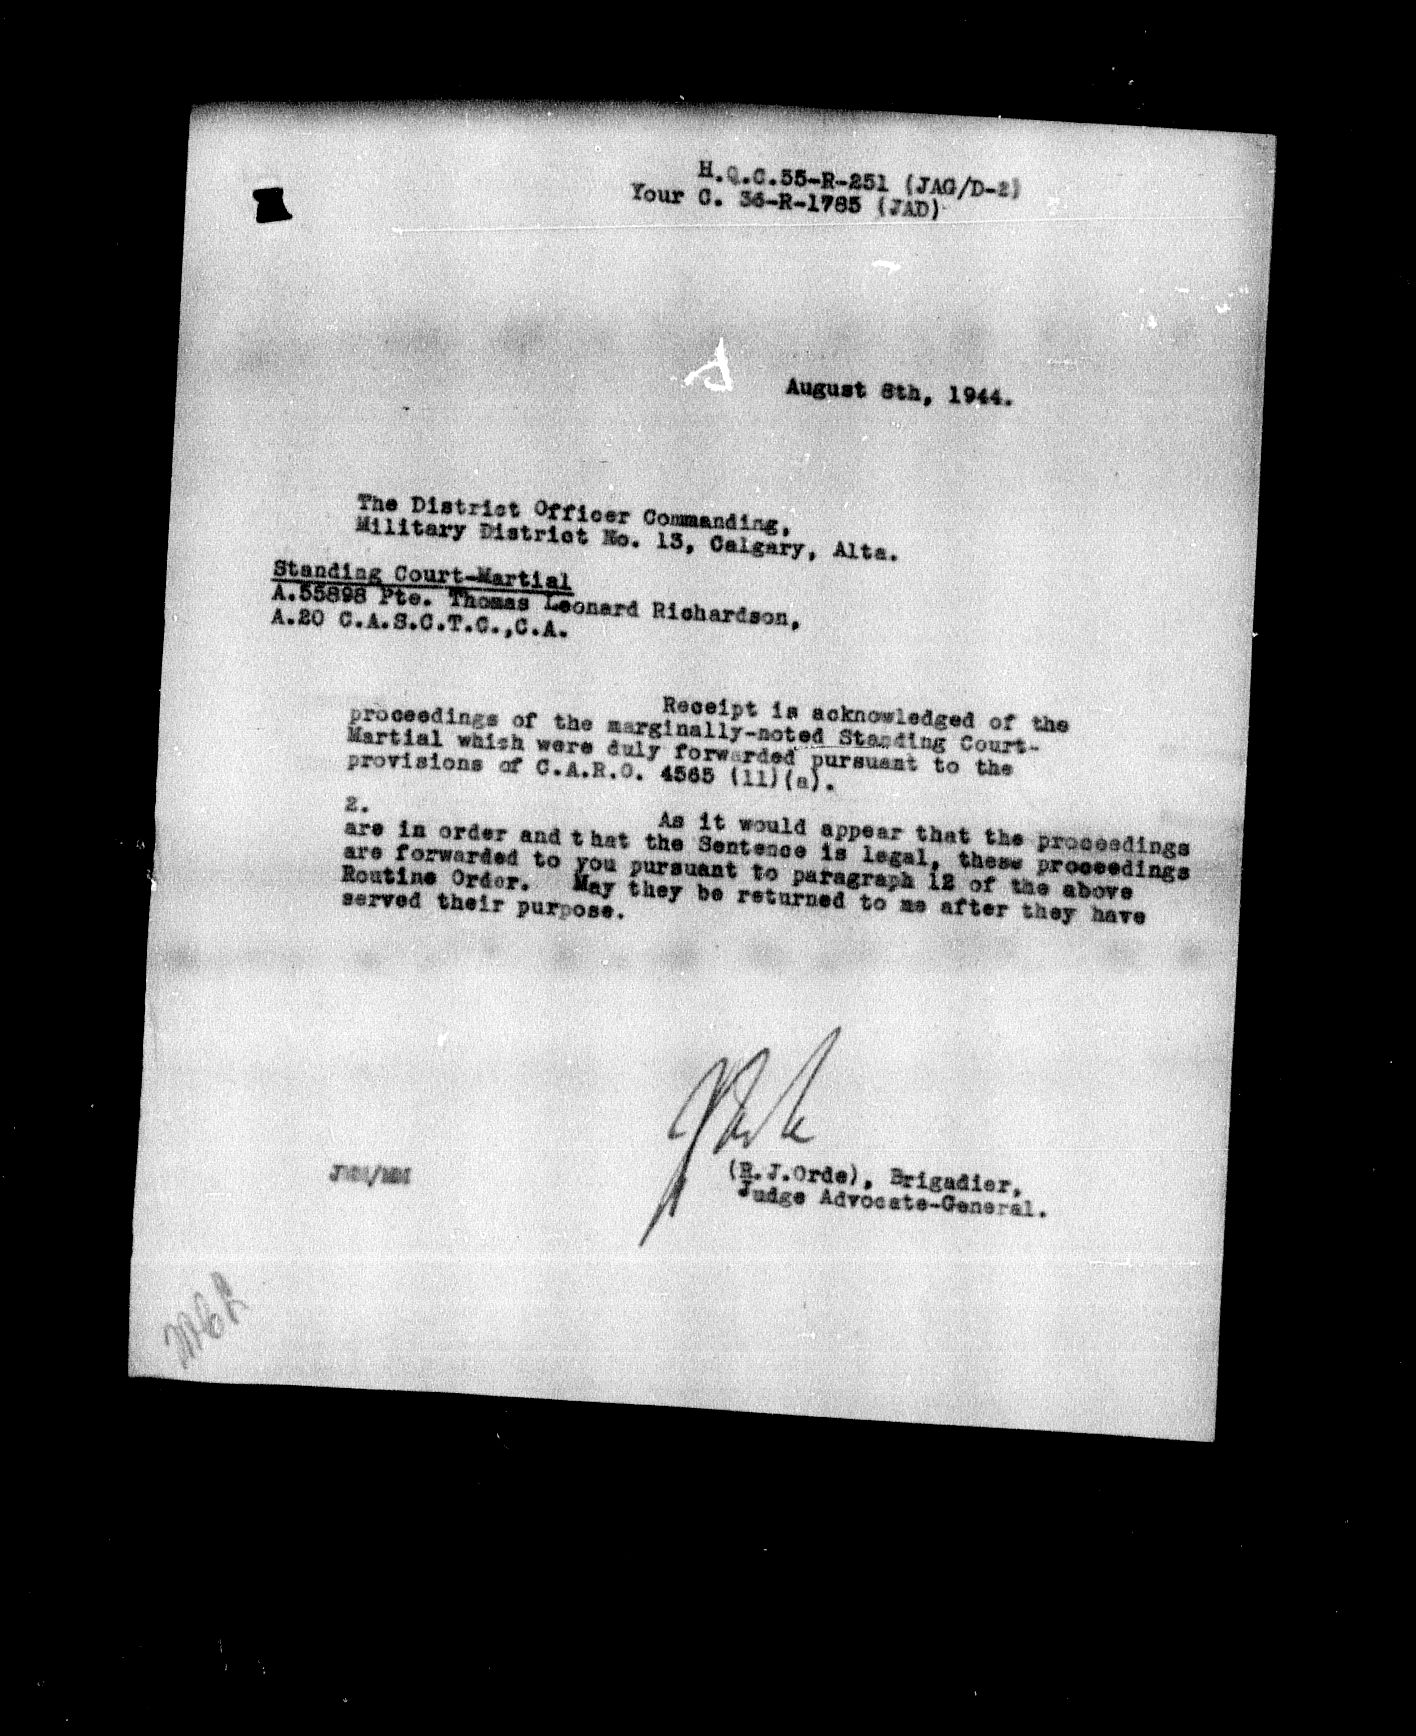 H.Q.C.55-R-251 (JAG/D-2)
Your C. 36-R-1785 (JAD)
August 8th, 1944.
The District Officer Commanding,
Military District No. 13, Calgary, Alta.
Standing Court-Martial
A.55898 Pte. Thomas Leonard Richardson,
A.20 C.A.S.C.T.C.,C.A.
Receipt is acknowledged of the
proceedings of the marginally-noted Standing Court-
Martial which were duly forwarded pursuant to the
provisions of C.A.R.O. 4565 (11)(a).
2. As it would appear that the proceedings
are in order and that the Sentence is legal, these proceedings
are forwarded to you pursuant to paragraph 12 of the above
Routine Order. May they be returned to me after they have
served their purpose.
(R.J.Orde), Brigadier,
Judge Advocate-General.